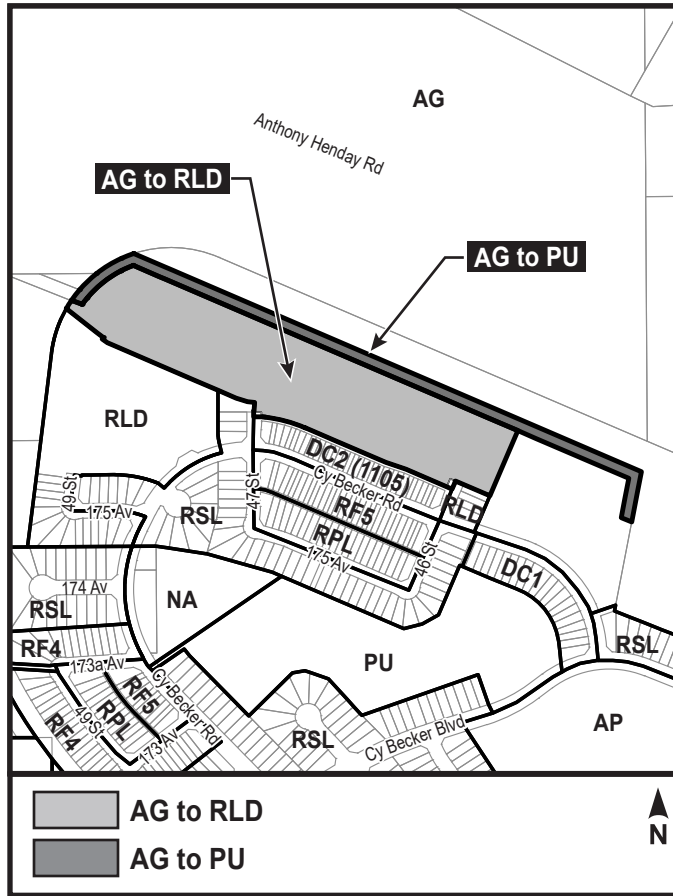 AG
Anthony Henday Rd
AG to RLD
AG to PU
RLD
DC2 (1105)
Cy Becker Rd
RLD
49 St
47 St
RF5
175 Av
RSL
RPL
175 Av
46 St
DC1
174 Av
RSL
NA
RF4
173a Av
PU
RSL
RF5
Cy Becker Rd
RPL
49 St
RF4
173 Av
RSL
Cy Becker Blvd
AP
AG to RLD
AG to PU
N